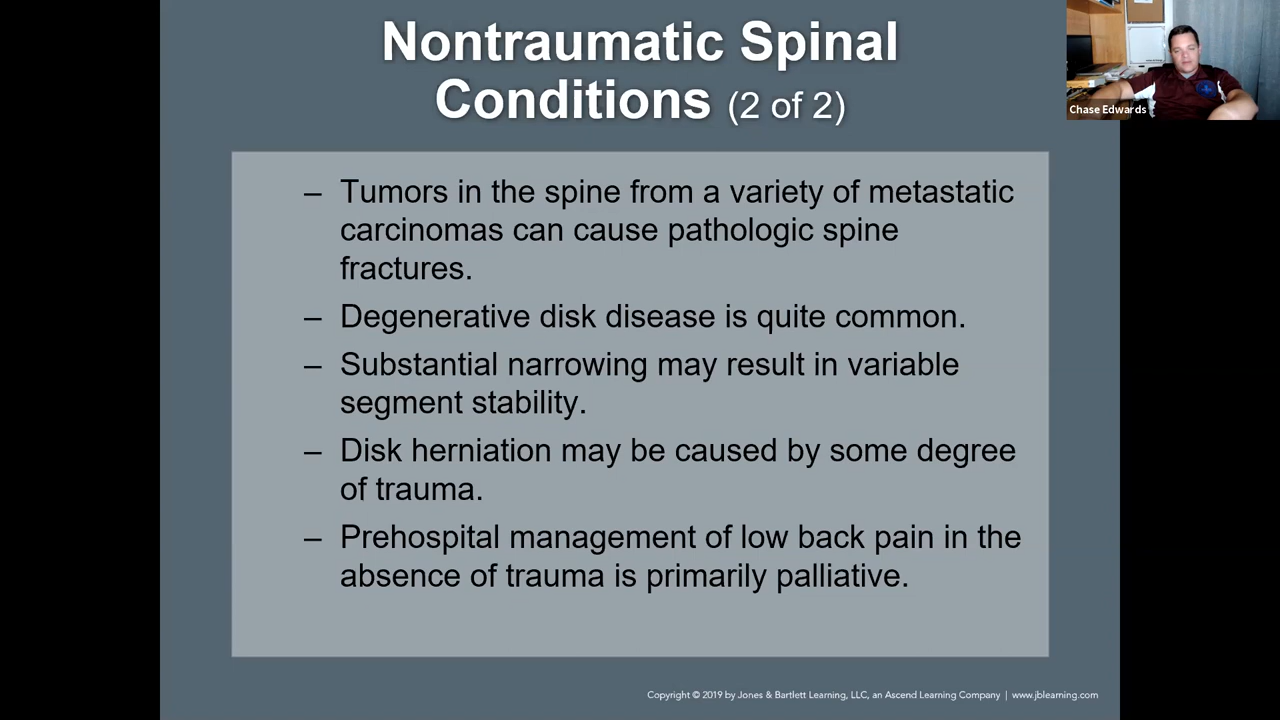 Nontraumatic Spinal
Conditions (2 of 2)
Chase Edwards
– Tumors in the spine from a variety of metastatic
carcinomas can cause pathologic spine
fractures.
– Degenerative disk disease is quite common.
– Substantial narrowing may result in variable
segment stability.
– Disk herniation may be caused by some degree
of trauma.
– Prehospital management of low back pain in the
absence of trauma is primarily palliative.
Copyright © 2019 by Jones & Bartlett Learning, LLC, an Ascend Learning Company | www.jblearning.com